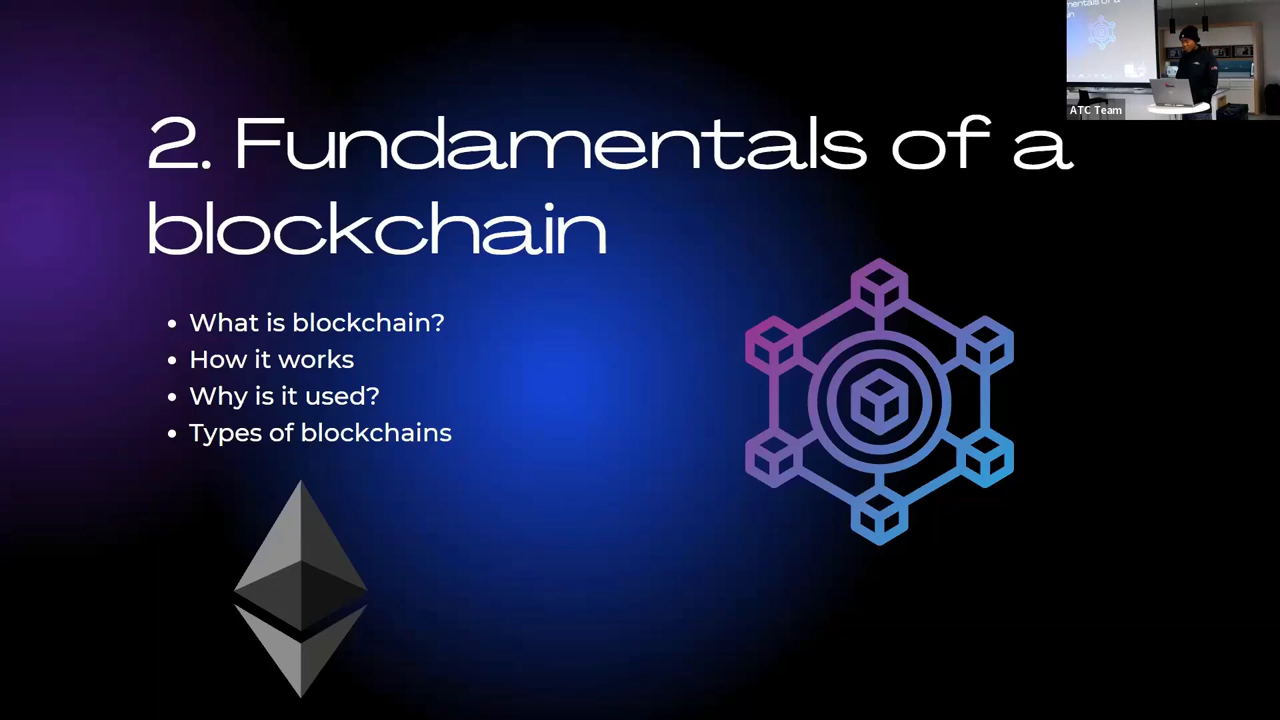 2. Fundamentals of a
blockchain
• What is blockchain?
• How it works
• Why is it used?
• Types of blockchains
ATC Team